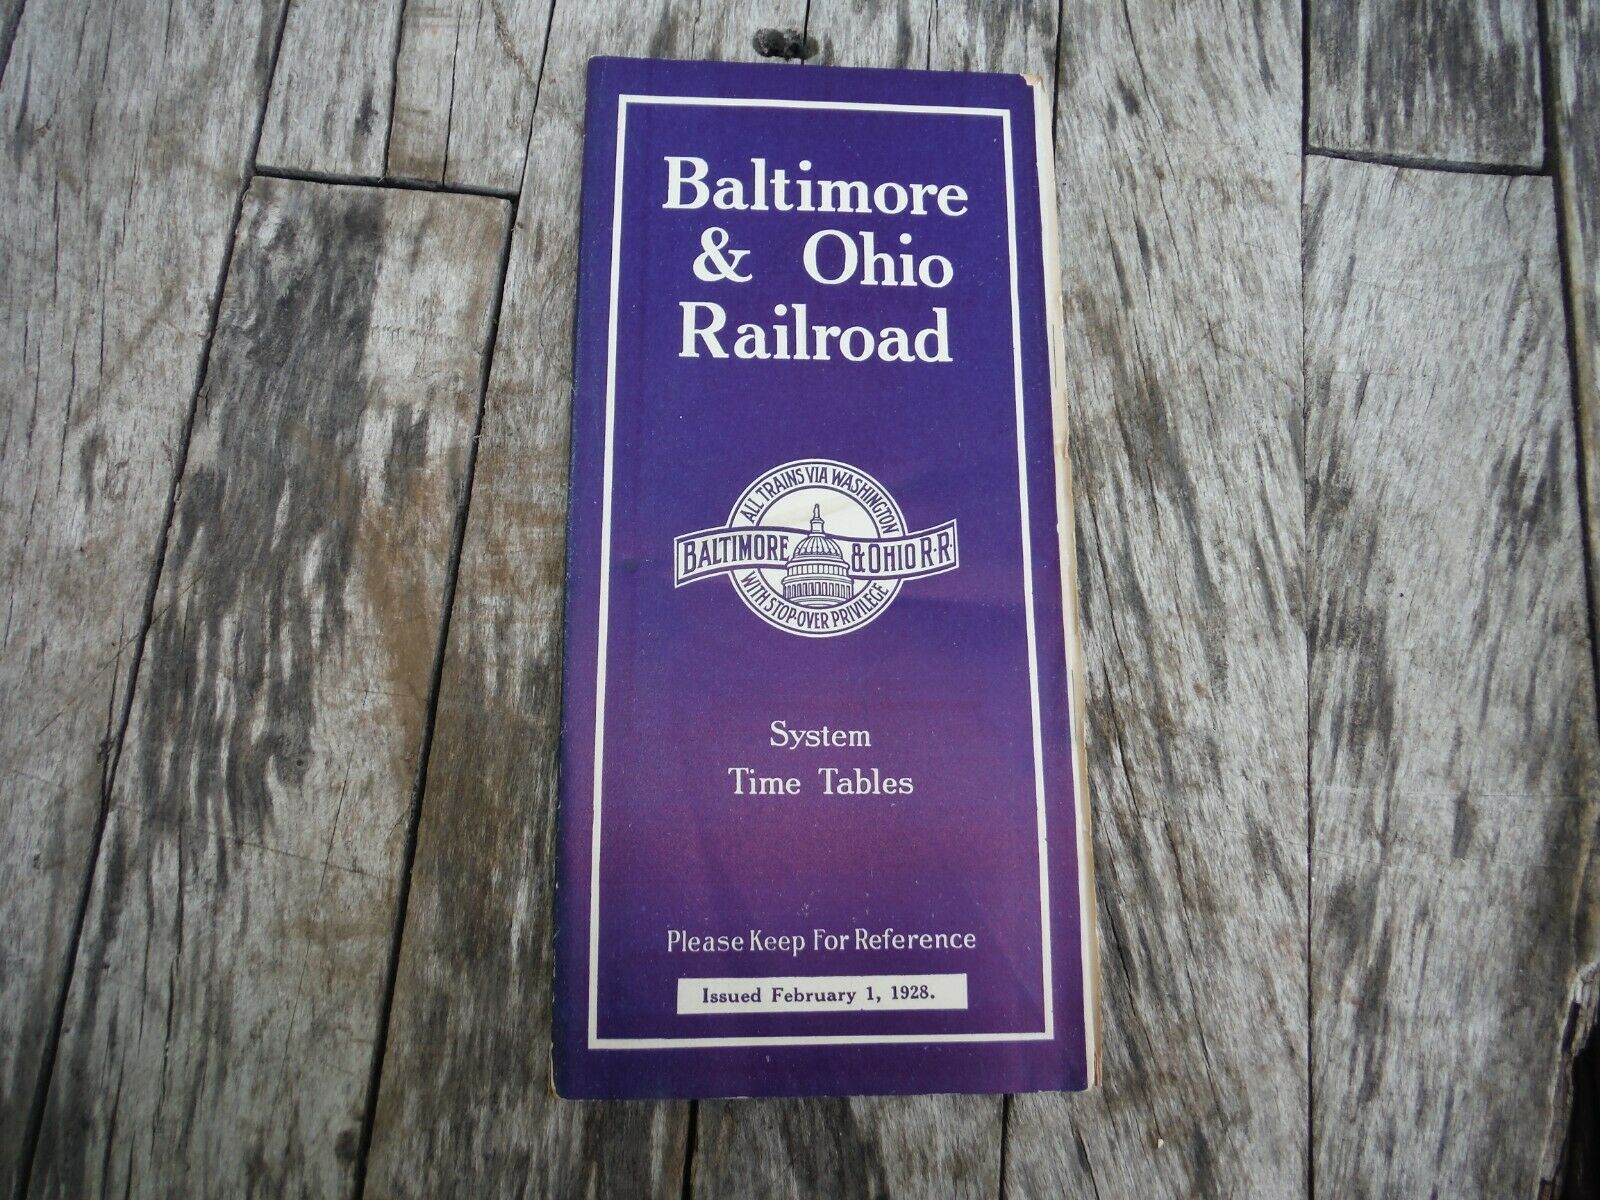 Baltimore
& Ohio
Railroad
ALL TRAINS VIA WASHINGTON
BALTIMORE & OHIO R.R.
WITH STOP-OVER PRIVILEGE
System
Time Tables
Please Keep For Reference
Issued February 1, 1928.